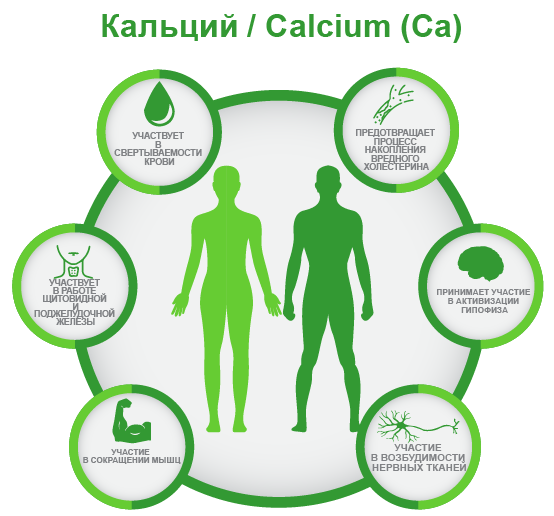 Кальций / Calcium (Ca)
УЧАСТВУЕТ
В
СВЕРТЫВАЕМОСТИ
КРОВИ
ПРЕДОТВРАЩАЕТ
ПРОЦЕСС
НАКОПЛЕНИЯ
ВРЕДНОГО
ХОЛЕСТЕРИНА
УЧАСТВУЕТ
В РАБОТЕ
ЩИТОВИДНОЙ
И
ПОДЖЕЛУДОЧНОЙ
ЖЕЛЕЗЫ
ПРИНИМАЕТ УЧАСТИЕ
В АКТИВИЗАЦИИ
ГИПОФИЗА
УЧАСТИЕ
В СОКРАЩЕНИИ МЫШЦ
УЧАСТИЕ
В ВОЗБУДИМОСТИ
НЕРВНЫХ ТКАНЕЙ